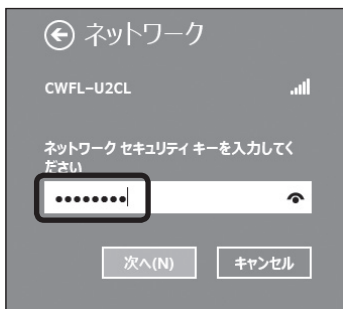 ネットワーク
CWFL-U2CL
ネットワーク セキュリティ キーを入力してく
ださい
••••••••
次へ(N)
キャンセル